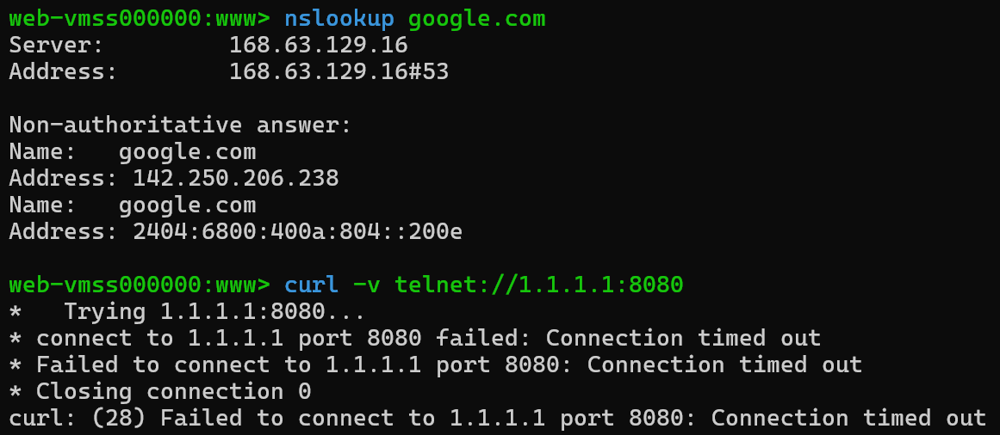 web-vmss000000:www> nslookup google.com
Server:         168.63.129.16
Address:        168.63.129.16#53

Non-authoritative answer:
Name:   google.com
Address: 142.250.206.238
Name:   google.com
Address: 2404:6800:400a:804::200e

web-vmss000000:www> curl -v telnet://1.1.1.1:8080
*   Trying 1.1.1.1:8080...
* connect to 1.1.1.1 port 8080 failed: Connection timed out
* Failed to connect to 1.1.1.1 port 8080: Connection timed out
* Closing connection 0
curl: (28) Failed to connect to 1.1.1.1 port 8080: Connection timed out